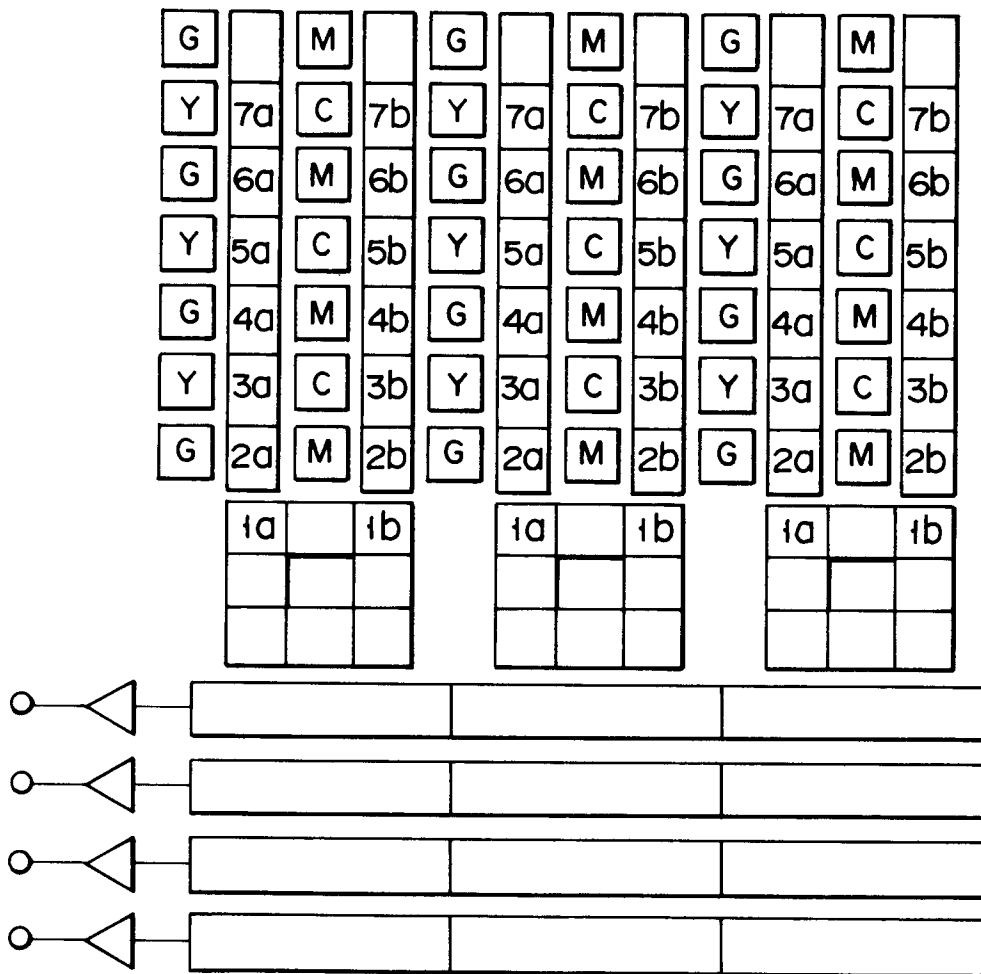 G M G M G M
Y 7a C 7b Y 7a C 7b Y 7a C 7b
G 6a M 6b G 6a M 6b G 6a M 6b
Y 5a C 5b Y 5a C 5b Y 5a C 5b
G 4a M 4b G 4a M 4b G 4a M 4b
Y 3a C 3b Y 3a C 3b Y 3a C 3b
G 2a M 2b G 2a M 2b G 2a M 2b
1a 1b 1a 1b 1a 1b